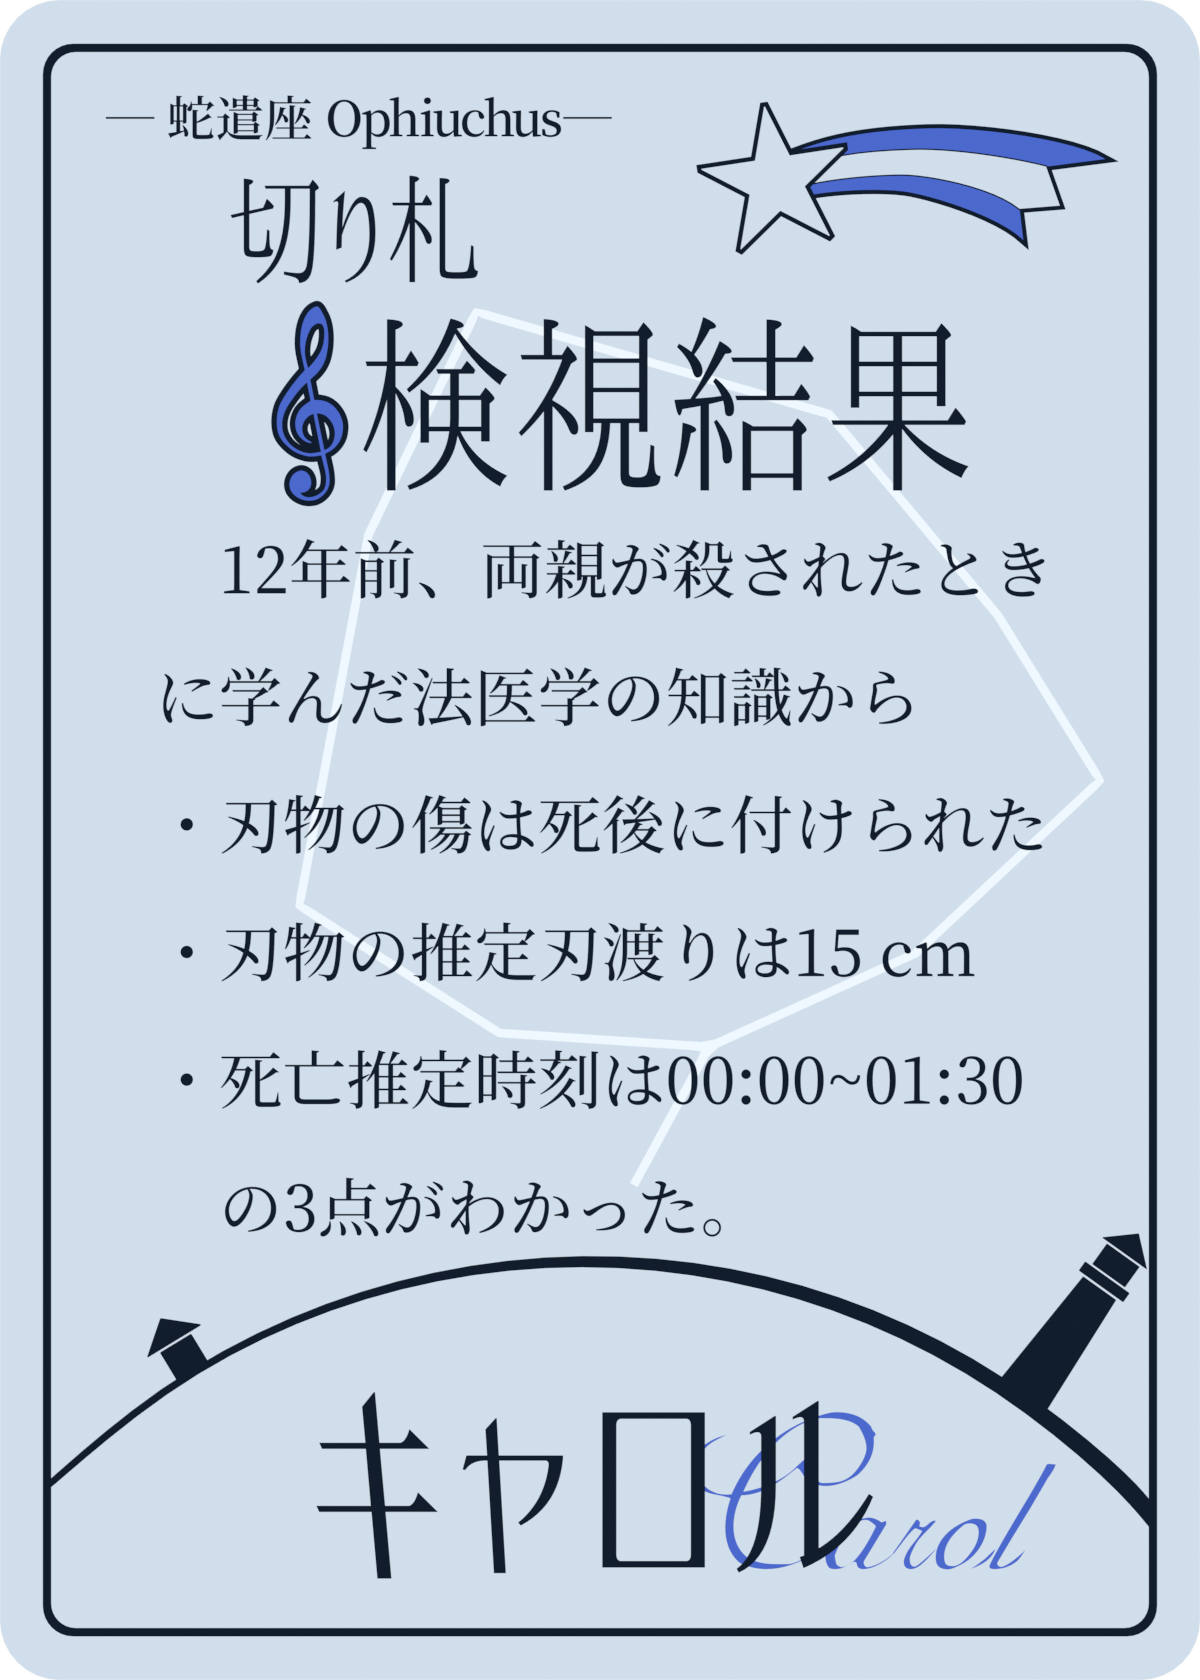 ― 蛇遣座 Ophiuchus―
切り札
検視結果
12年前、両親が殺されたとき
に学んだ法医学の知識から
・刃物の傷は死後に付けられた
・刃物の推定刃渡りは15 cm
・死亡推定時刻は00:00~01:30
の3点がわかった。
キャロル
Carol